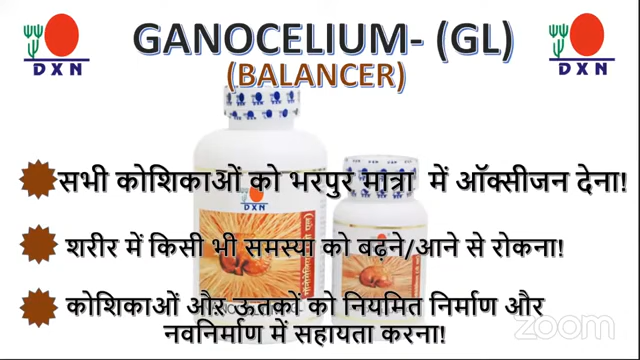 GANOCELIUM- (GL)
(BALANCER)
DXN
DXN
सभी कोशिकाओं को भरपुर मात्रा में ऑक्सीजन देना!
DXN
शरीर में किसी भी समस्या को बढ़ने/आने से रोकना!
कोशिकाओं और ऊतकों को नियमित निर्माण और
नवनिर्माण में सहायता करना!
zoom